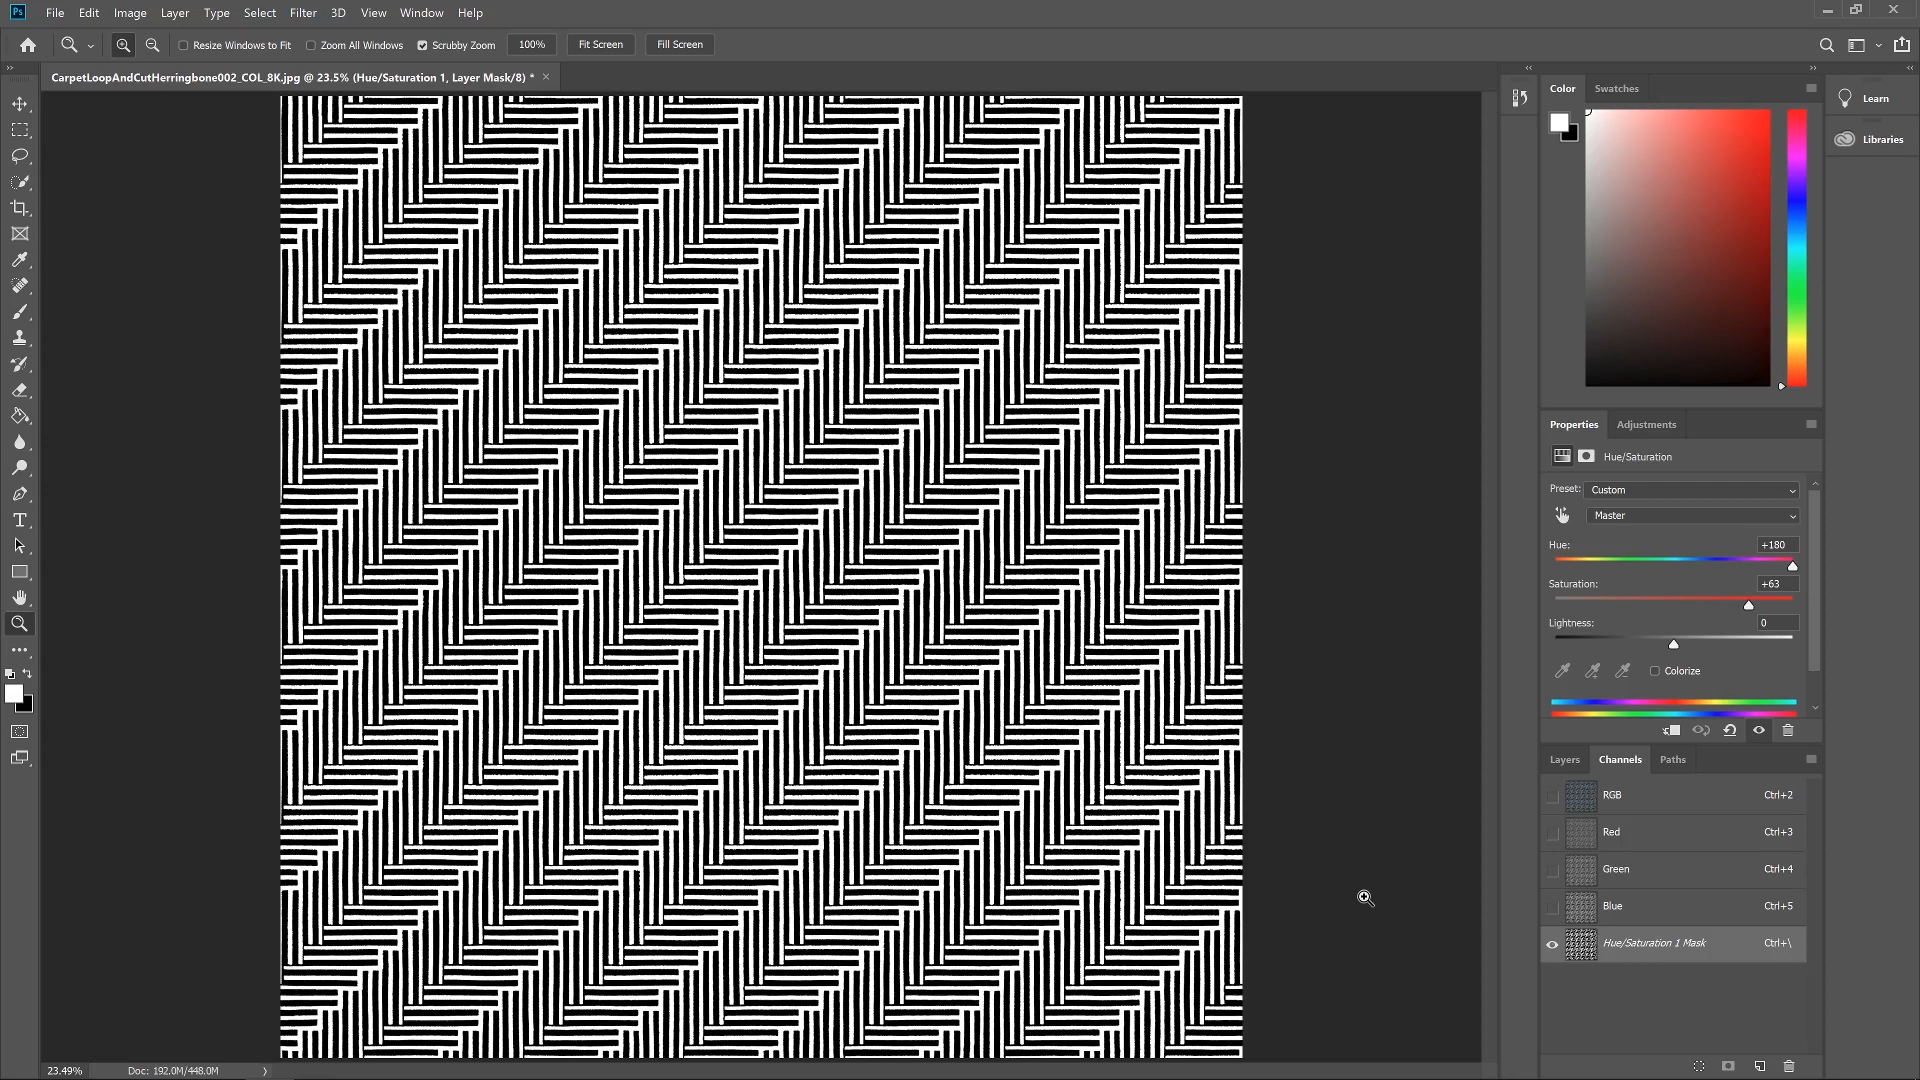 Ps File Edit Image Layer Type Select Filter 3D View Window Help
Resize Windows to Fit Zoom All Windows Scrubby Zoom 100% Fit Screen Fill Screen
CarpetLoopAndCutHerringbone002_COL_8K.jpg @ 23.5% (Hue/Saturation 1, Layer Mask/8) *
Color Swatches
Learn
Libraries
Properties Adjustments
Hue/Saturation
Preset: Custom
Master
Hue: +180
Saturation: +63
Lightness: 0
Colorize
Layers Channels Paths
RGB Ctrl+2
Red Ctrl+3
Green Ctrl+4
Blue Ctrl+5
Hue/Saturation 1 Mask Ctrl+\
23.49% Doc: 192.0M/448.0M